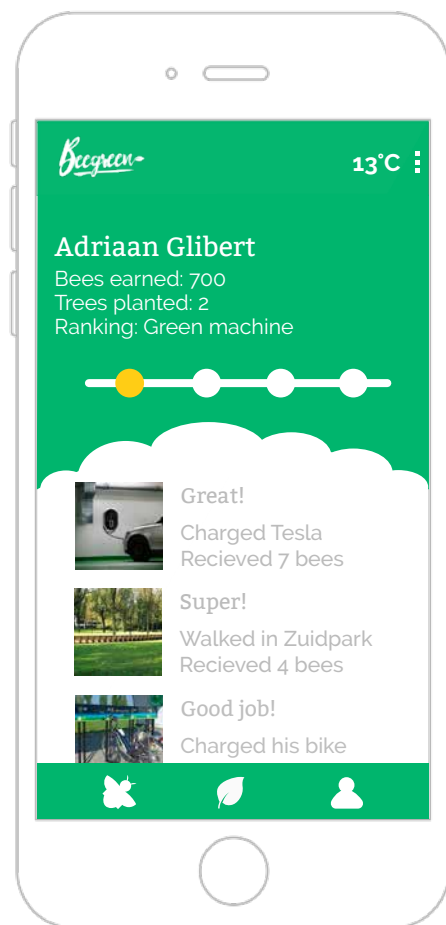 Beegreen
13°C
Adriaan Glibert
Bees earned: 700
Trees planted: 2
Ranking: Green machine
Great!
Charged Tesla
Recieved 7 bees
Super!
Walked in Zuidpark
Recieved 4 bees
Good job!
Charged his bike